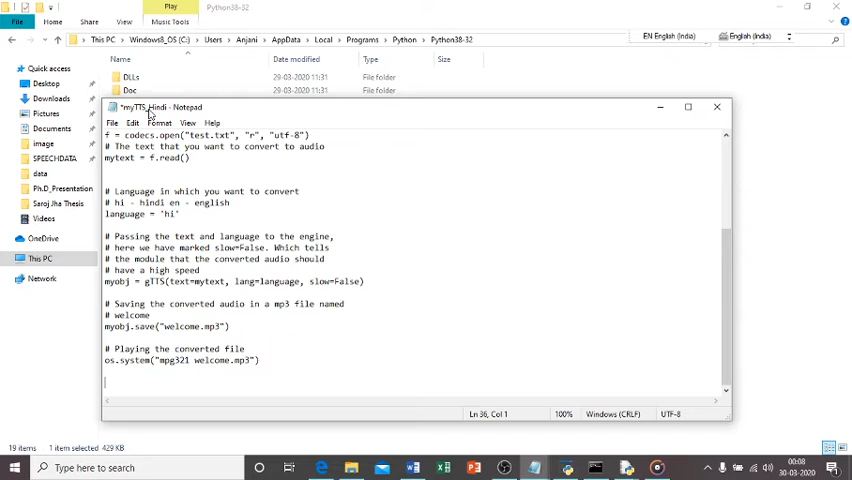 Play
Python38-32
File
Home
Share
View
Music Tools
This PC
Windows8_OS (C:)
Users
Anjani
AppData
Local
Programs
Python
Python38-32
EN English (India)
English (India)
Name
Date modified
Type
Size
Quick access
Desktop
Downloads
Pictures
Documents
image
SPEECHDATA
data
Ph.D_Presentation
Saroj Jha Thesis
Videos
OneDrive
This PC
Network
DLLs
29-03-2020 11:31
File folder
Doc
29-03-2020 11:31
File folder
*myTTS_Hindi - Notepad
File Edit Format View Help
f = codecs.open("test.txt", "r", "utf-8")
# The text that you want to convert to audio
mytext = f.read()
# Language in which you want to convert
# hi - hindi en - english
language = 'hi'
# Passing the text and language to the engine,
# here we have marked slow=False. Which tells
# the module that the converted audio should
# have a high speed
myobj = gTTS(text=mytext, lang=language, slow=False)
# Saving the converted audio in a mp3 file named
# welcome
myobj.save("welcome.mp3")
# Playing the converted file
os.system("mpg321 welcome.mp3")
Ln 36, Col 1
100%
Windows (CRLF)
UTF-8
19 items
1 item selected 429 KB
Type here to search
00:08
30-03-2020